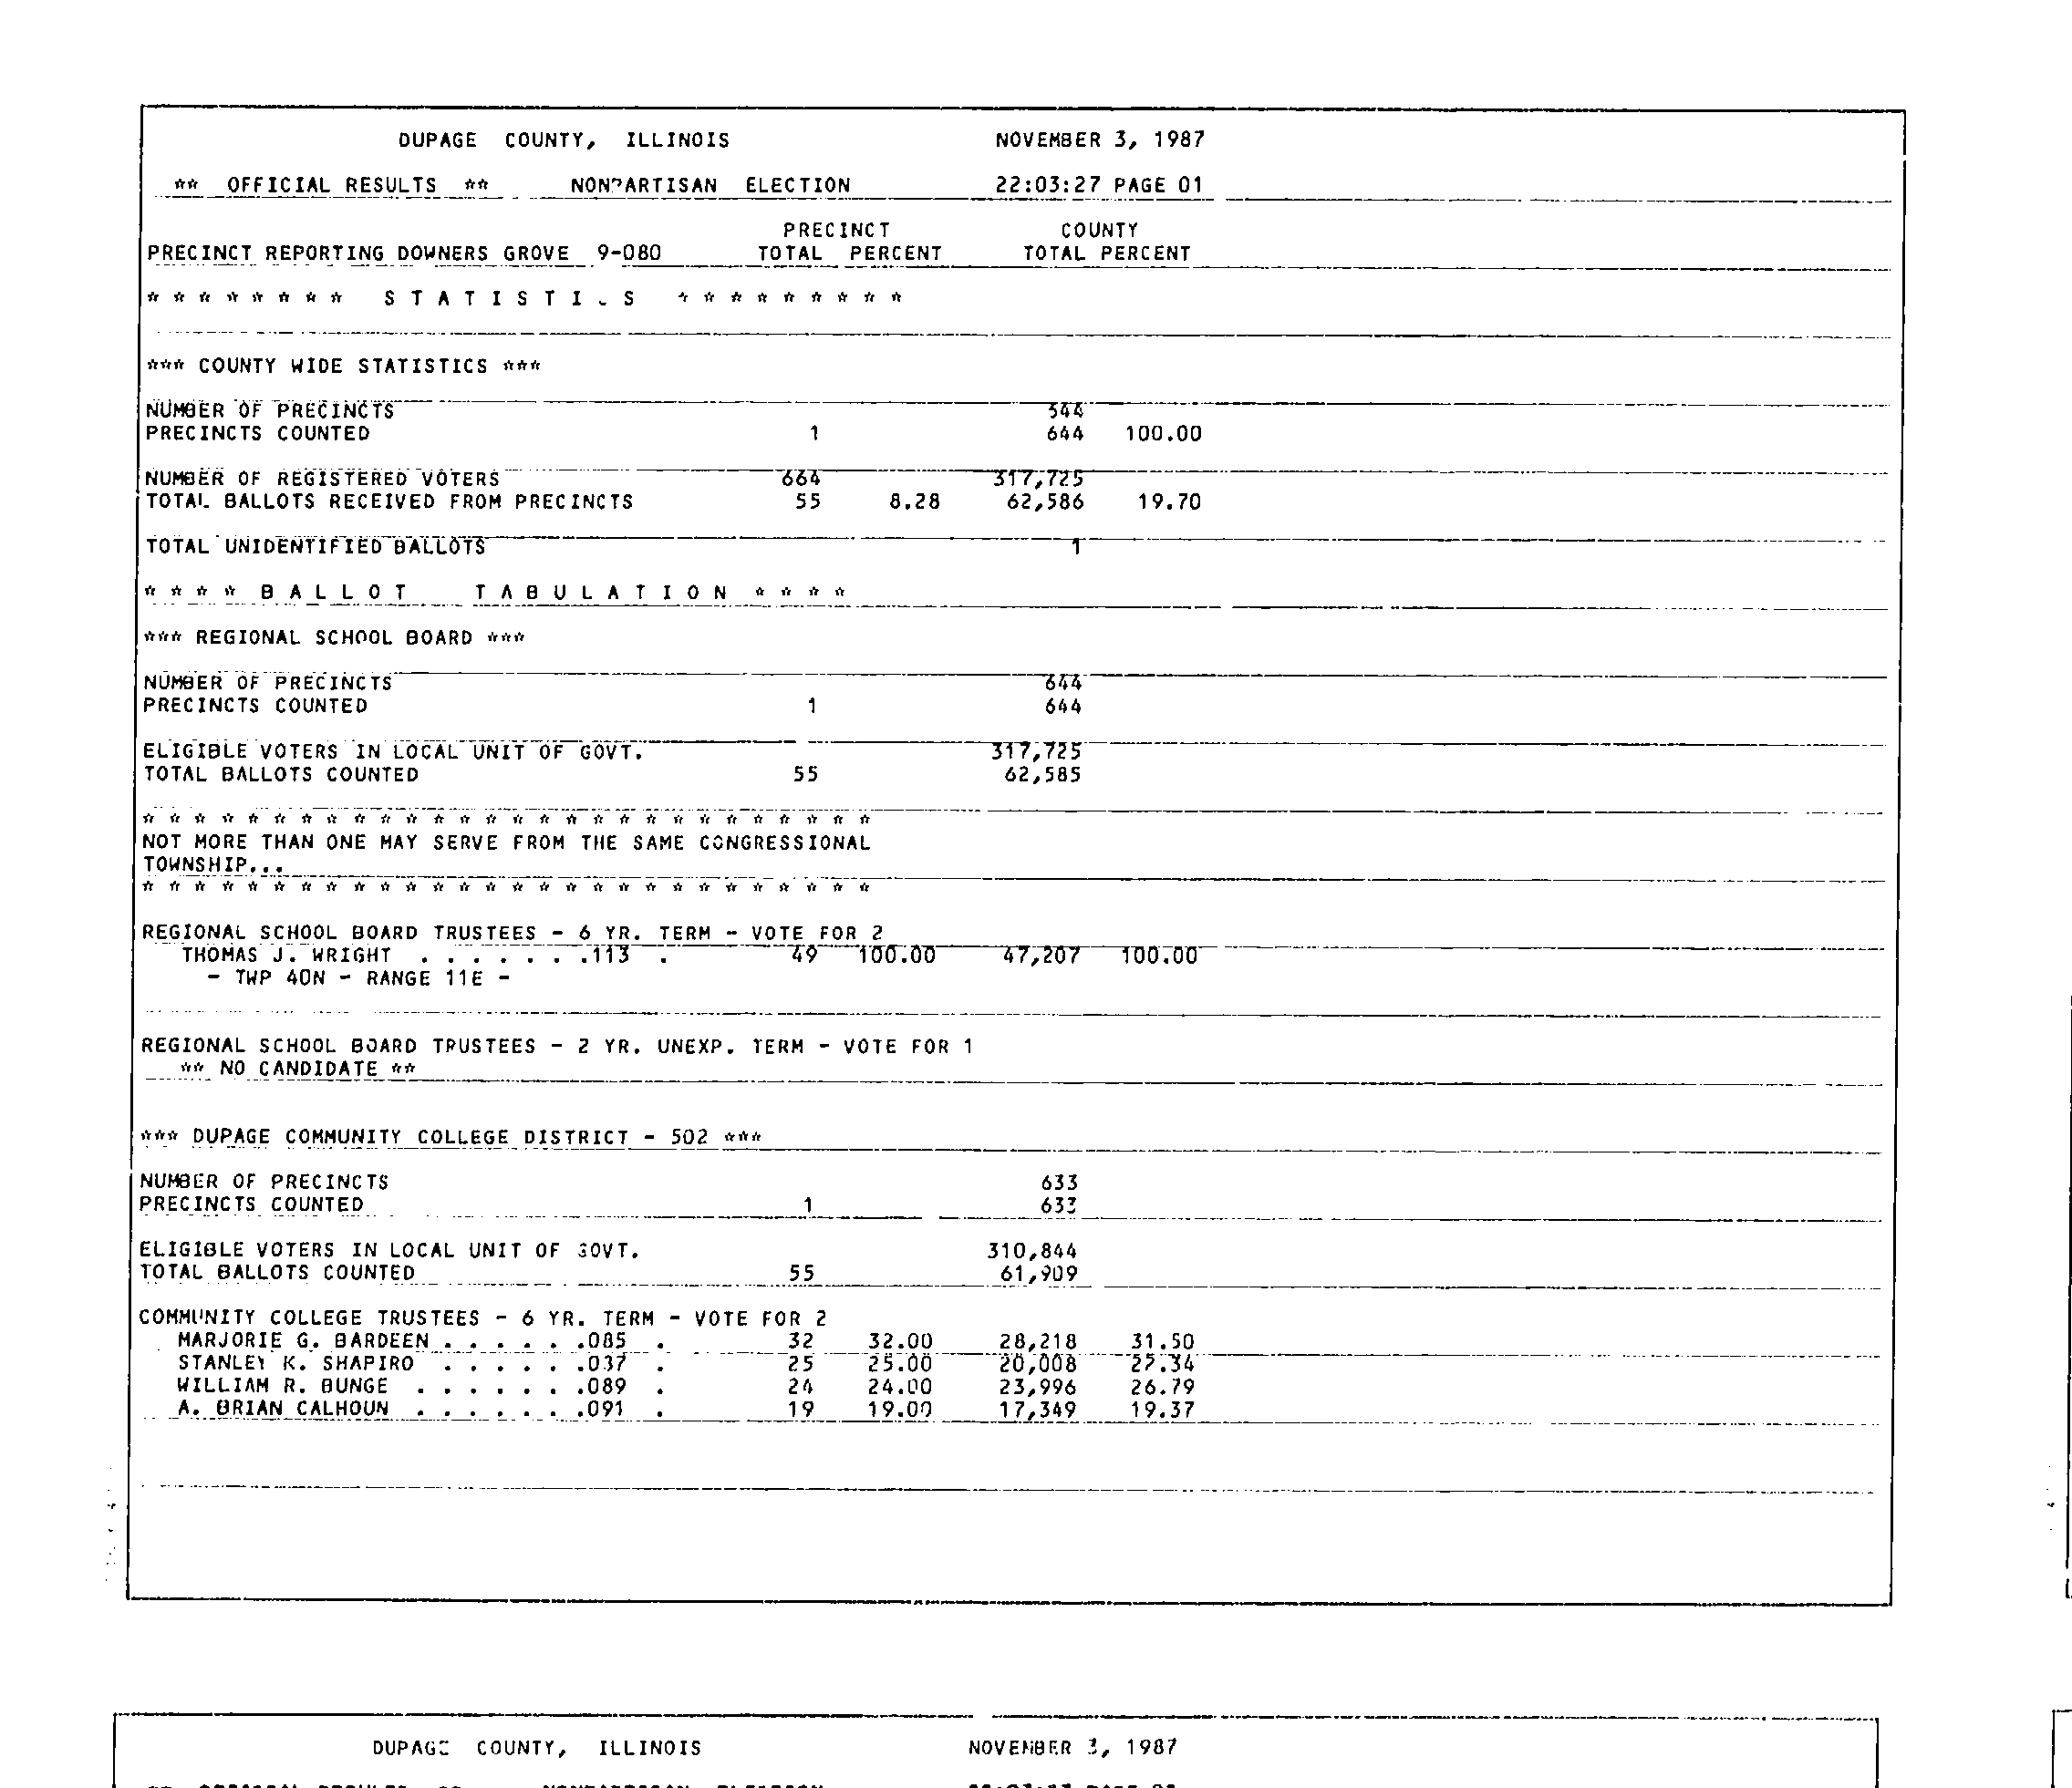 DUPAGE COUNTY, ILLINOIS NOVEMBER 3, 1987
** OFFICIAL RESULTS ** NONPARTISAN ELECTION 22:03:27 PAGE 01
PRECINCT COUNTY
PRECINCT REPORTING DOWNERS GROVE 9-080 TOTAL PERCENT TOTAL PERCENT
* * * * * * * * S T A T I S T I C S * * * * * * * * *
*** COUNTY WIDE STATISTICS ***
NUMBER OF PRECINCTS 644
PRECINCTS COUNTED 1 644 100.00
NUMBER OF REGISTERED VOTERS 664 317,725
TOTAL BALLOTS RECEIVED FROM PRECINCTS 55 8.28 62,586 19.70
TOTAL UNIDENTIFIED BALLOTS 1
* * * * B A L L O T T A B U L A T I O N * * * *
*** REGIONAL SCHOOL BOARD ***
NUMBER OF PRECINCTS 644
PRECINCTS COUNTED 1 644
ELIGIBLE VOTERS IN LOCAL UNIT OF GOVT. 317,725
TOTAL BALLOTS COUNTED 55 62,585
* * * * * * * * * * * * * * * * * * * * * * * * * * * *
NOT MORE THAN ONE MAY SERVE FROM THE SAME CONGRESSIONAL
TOWNSHIP...
* * * * * * * * * * * * * * * * * * * * * * * * * * * *
REGIONAL SCHOOL BOARD TRUSTEES - 6 YR. TERM - VOTE FOR 2
THOMAS J. WRIGHT . . . . . . .113 . 49 100.00 47,207 100.00
- TWP 40N - RANGE 11E -
REGIONAL SCHOOL BOARD TRUSTEES - 2 YR. UNEXP. TERM - VOTE FOR 1
** NO CANDIDATE **
*** DUPAGE COMMUNITY COLLEGE DISTRICT - 502 ***
NUMBER OF PRECINCTS 633
PRECINCTS COUNTED 1 633
ELIGIBLE VOTERS IN LOCAL UNIT OF GOVT. 310,844
TOTAL BALLOTS COUNTED 55 61,909
COMMUNITY COLLEGE TRUSTEES - 6 YR. TERM - VOTE FOR 2
MARJORIE G. BARDEEN . . . . . .085 . 32 32.00 28,218 31.50
STANLEY K. SHAPIRO . . . . . .087 . 25 25.00 20,008 22.34
WILLIAM R. BUNGE . . . . . . .089 . 24 24.00 23,996 26.79
A. BRIAN CALHOUN . . . . . . .091 . 19 19.00 17,349 19.37
DUPAGE COUNTY, ILLINOIS NOVEMBER 3, 1987